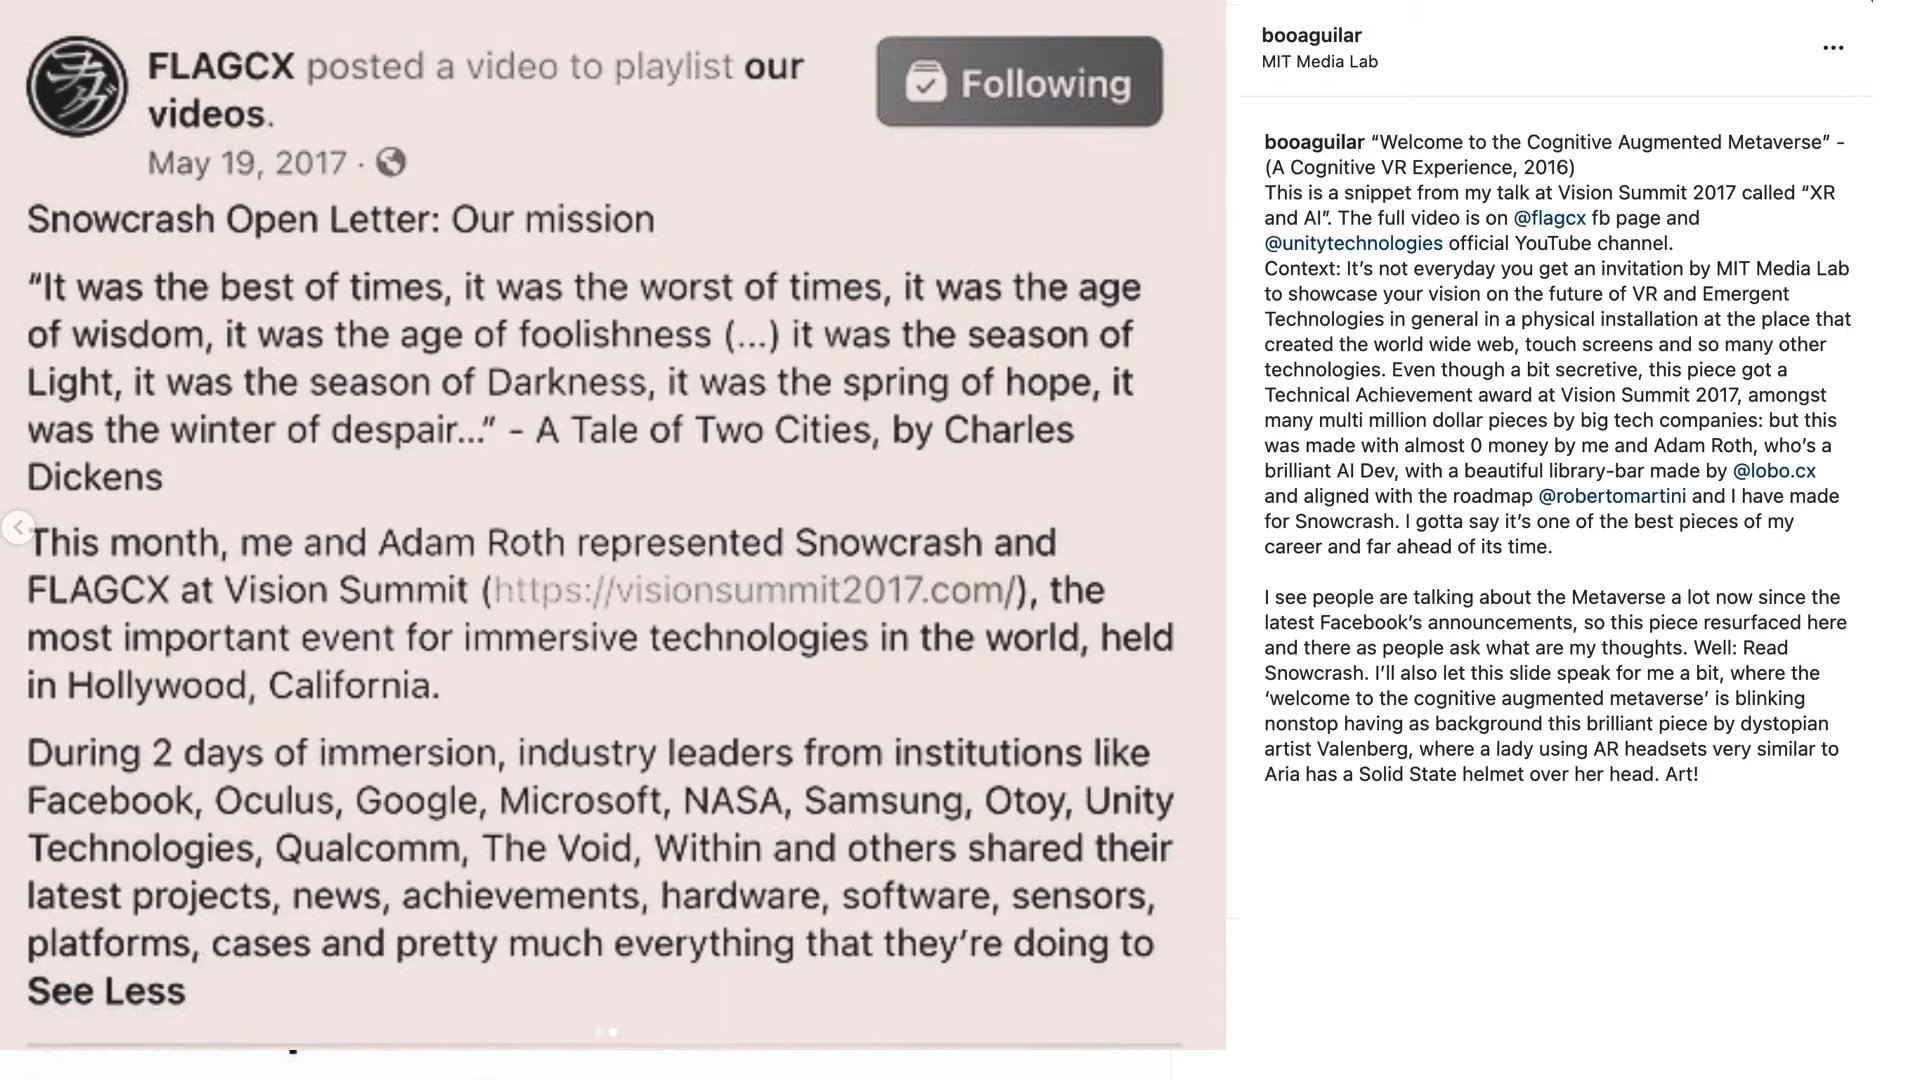 FLAGCX posted a video to playlist our
videos.
May 19, 2017 ·
Following
Snowcrash Open Letter: Our mission
“It was the best of times, it was the worst of times, it was the age
of wisdom, it was the age of foolishness (...) it was the season of
Light, it was the season of Darkness, it was the spring of hope, it
was the winter of despair...” - A Tale of Two Cities, by Charles
Dickens
This month, me and Adam Roth represented Snowcrash and
FLAGCX at Vision Summit (https://visionsummit2017.com/), the
most important event for immersive technologies in the world, held
in Hollywood, California.
During 2 days of immersion, industry leaders from institutions like
Facebook, Oculus, Google, Microsoft, NASA, Samsung, Otoy, Unity
Technologies, Qualcomm, The Void, Within and others shared their
latest projects, news, achievements, hardware, software, sensors,
platforms, cases and pretty much everything that they’re doing to
See Less
booaguilar
MIT Media Lab
booaguilar “Welcome to the Cognitive Augmented Metaverse” -
(A Cognitive VR Experience, 2016)
This is a snippet from my talk at Vision Summit 2017 called “XR
and AI”. The full video is on @flagcx fb page and
@unitytechnologies official YouTube channel.
Context: It’s not everyday you get an invitation by MIT Media Lab
to showcase your vision on the future of VR and Emergent
Technologies in general in a physical installation at the place that
created the world wide web, touch screens and so many other
technologies. Even though a bit secretive, this piece got a
Technical Achievement award at Vision Summit 2017, amongst
many multi million dollar pieces by big tech companies: but this
was made with almost 0 money by me and Adam Roth, who’s a
brilliant AI Dev, with a beautiful library-bar made by @lobo.cx
and aligned with the roadmap @robertomartini and I have made
for Snowcrash. I gotta say it’s one of the best pieces of my
career and far ahead of its time.
I see people are talking about the Metaverse a lot now since the
latest Facebook’s announcements, so this piece resurfaced here
and there as people ask what are my thoughts. Well: Read
Snowcrash. I’ll also let this slide speak for me a bit, where the
‘welcome to the cognitive augmented metaverse’ is blinking
nonstop having as background this brilliant piece by dystopian
artist Valenberg, where a lady using AR headsets very similar to
Aria has a Solid State helmet over her head. Art!